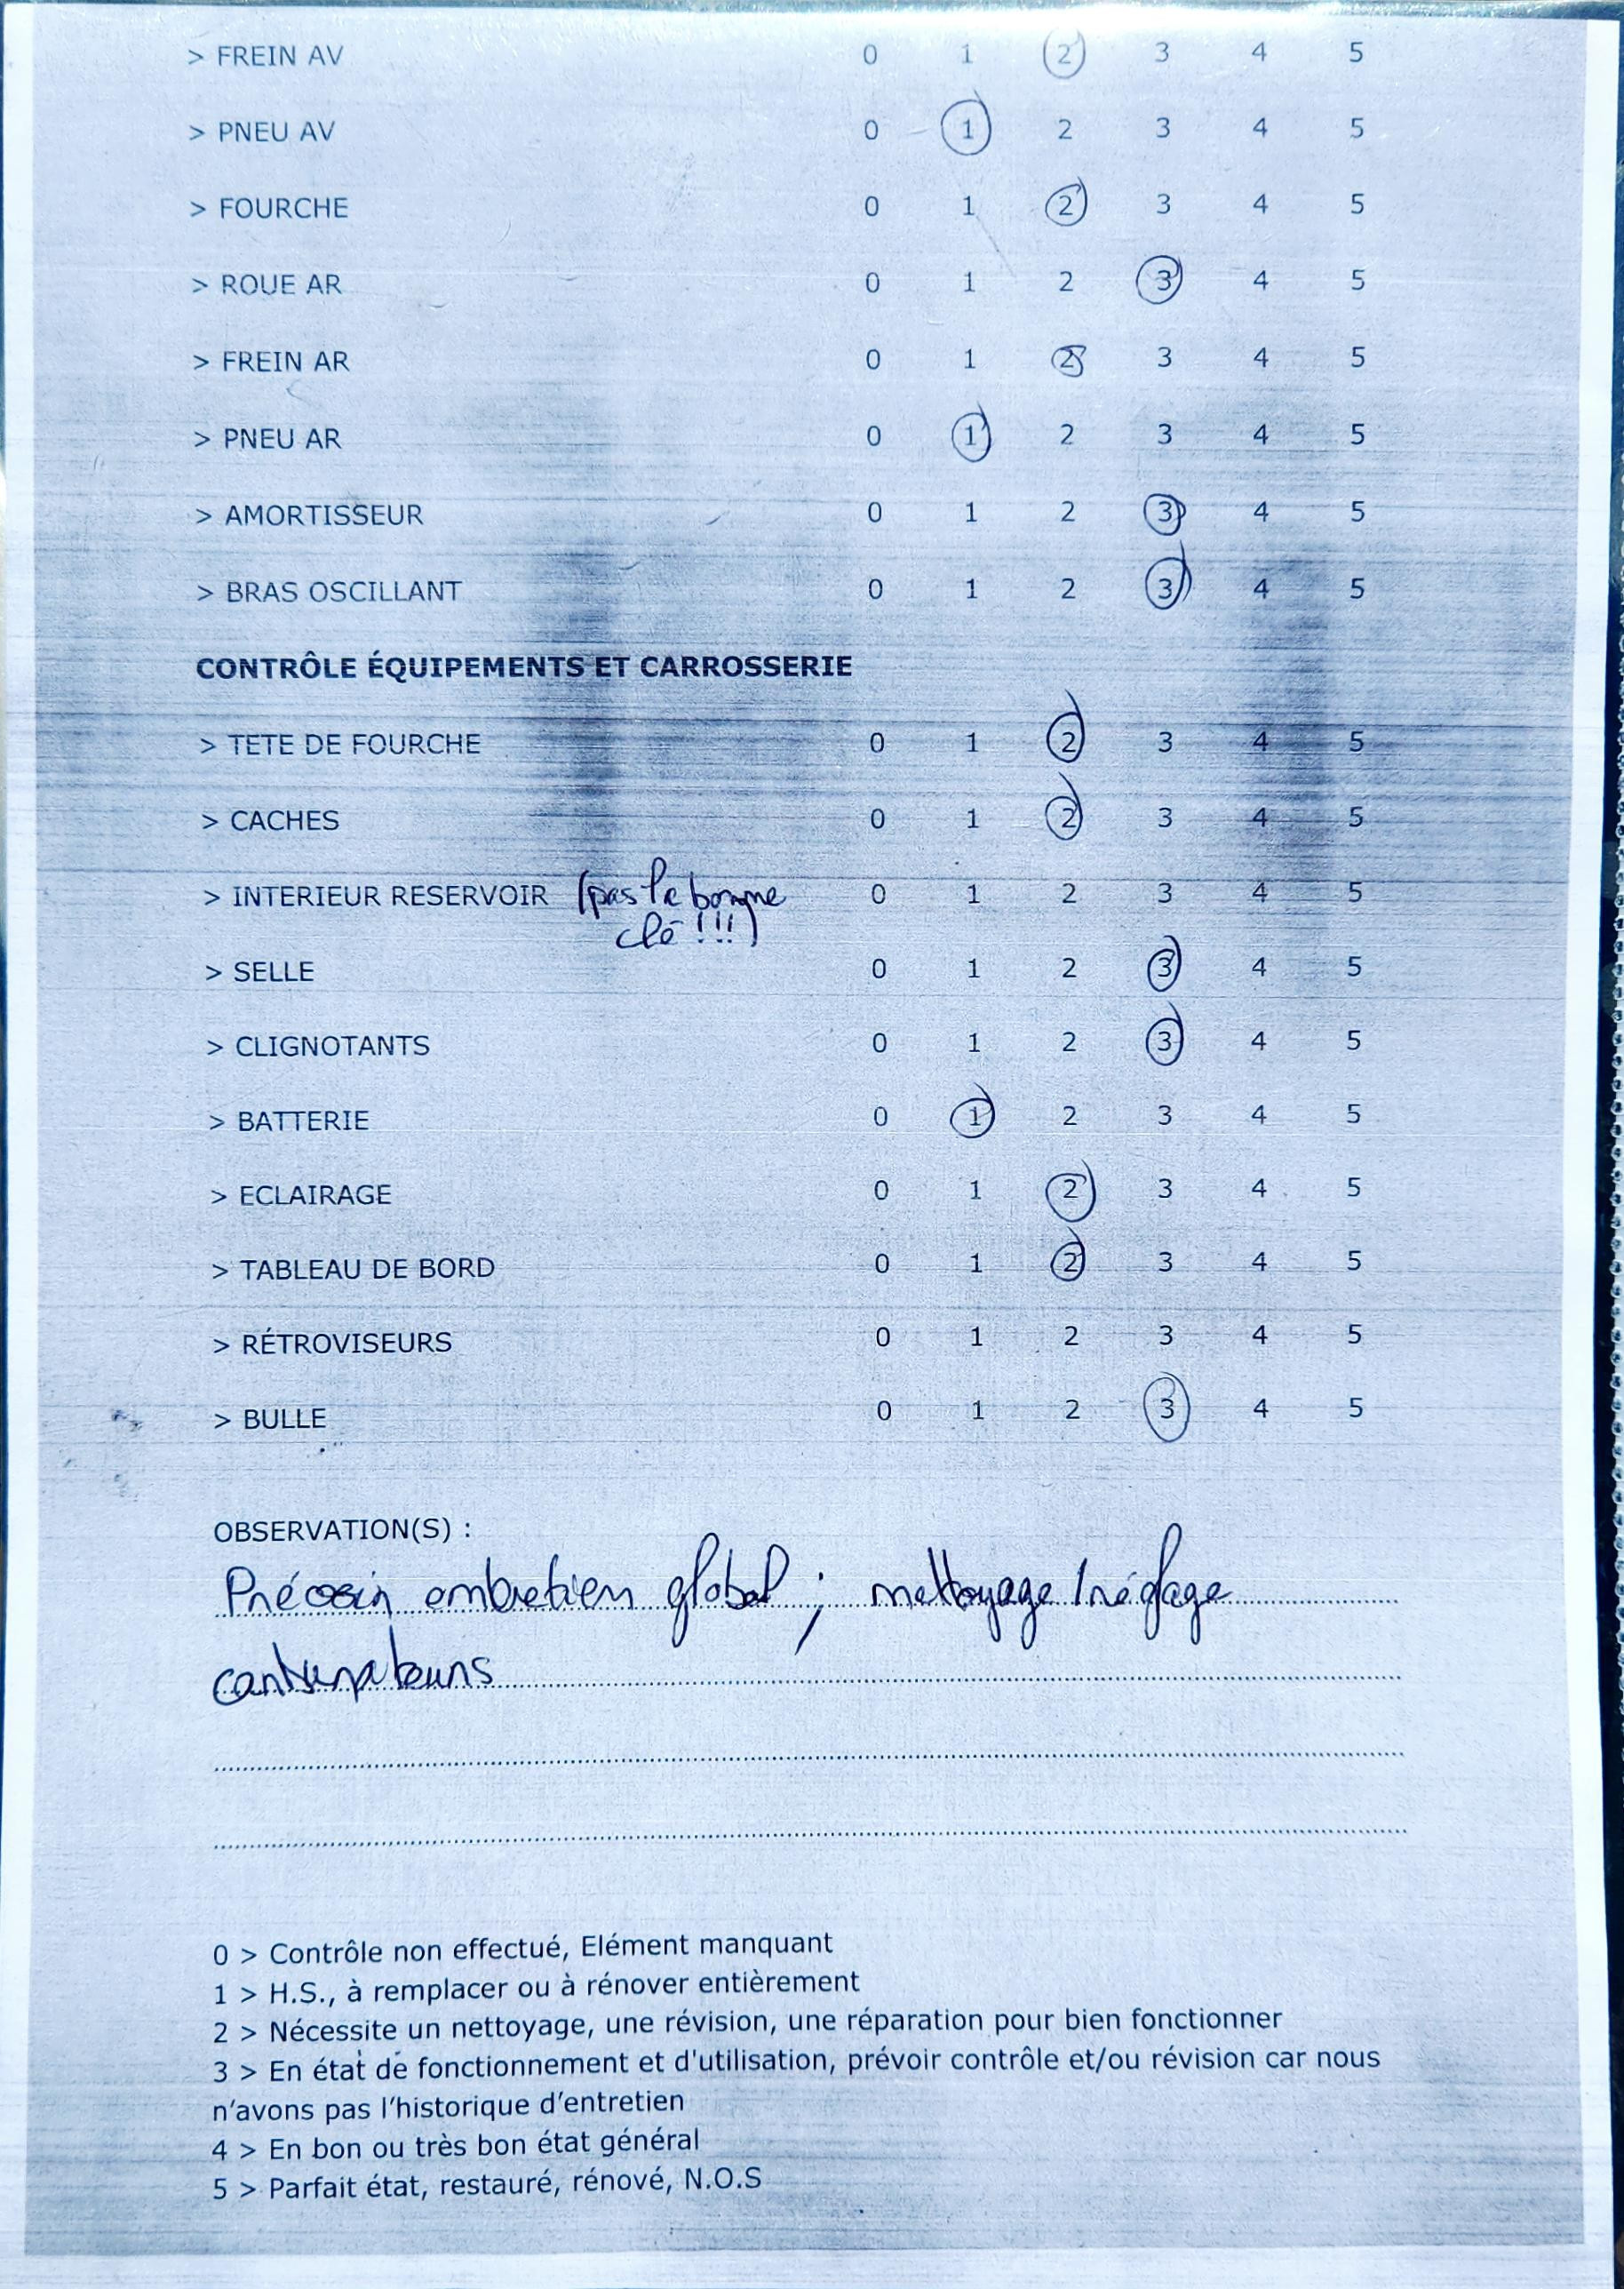 > FREIN AV 0 1 2 3 4 5
> PNEU AV 0 1 2 3 4 5
> FOURCHE 0 1 2 3 4 5
> ROUE AR 0 1 2 3 4 5
> FREIN AR 0 1 2 3 4 5
> PNEU AR 0 1 2 3 4 5
> AMORTISSEUR 0 1 2 3 4 5
> BRAS OSCILLANT 0 1 2 3 4 5
CONTRÔLE ÉQUIPEMENTS ET CARROSSERIE
> TETE DE FOURCHE 0 1 2 3 4 5
> CACHES 0 1 2 3 4 5
> INTERIEUR RESERVOIR (pas la bonne 0 1 2 3 4 5
clé !!!)
> SELLE 0 1 2 3 4 5
> CLIGNOTANTS 0 1 2 3 4 5
> BATTERIE 0 1 2 3 4 5
> ECLAIRAGE 0 1 2 3 4 5
> TABLEAU DE BORD 0 1 2 3 4 5
> RÉTROVISEURS 0 1 2 3 4 5
> BULLE 0 1 2 3 4 5
OBSERVATION(S) :
entretien global ; nettoyage / réglage
0 > Contrôle non effectué, Elément manquant
1 > H.S., à remplacer ou à rénover entièrement
2 > Nécessite un nettoyage, une révision, une réparation pour bien fonctionner
3 > En état de fonctionnement et d'utilisation, prévoir contrôle et/ou révision car nous
n'avons pas l'historique d'entretien
4 > En bon ou très bon état général
5 > Parfait état, restauré, rénové, N.O.S